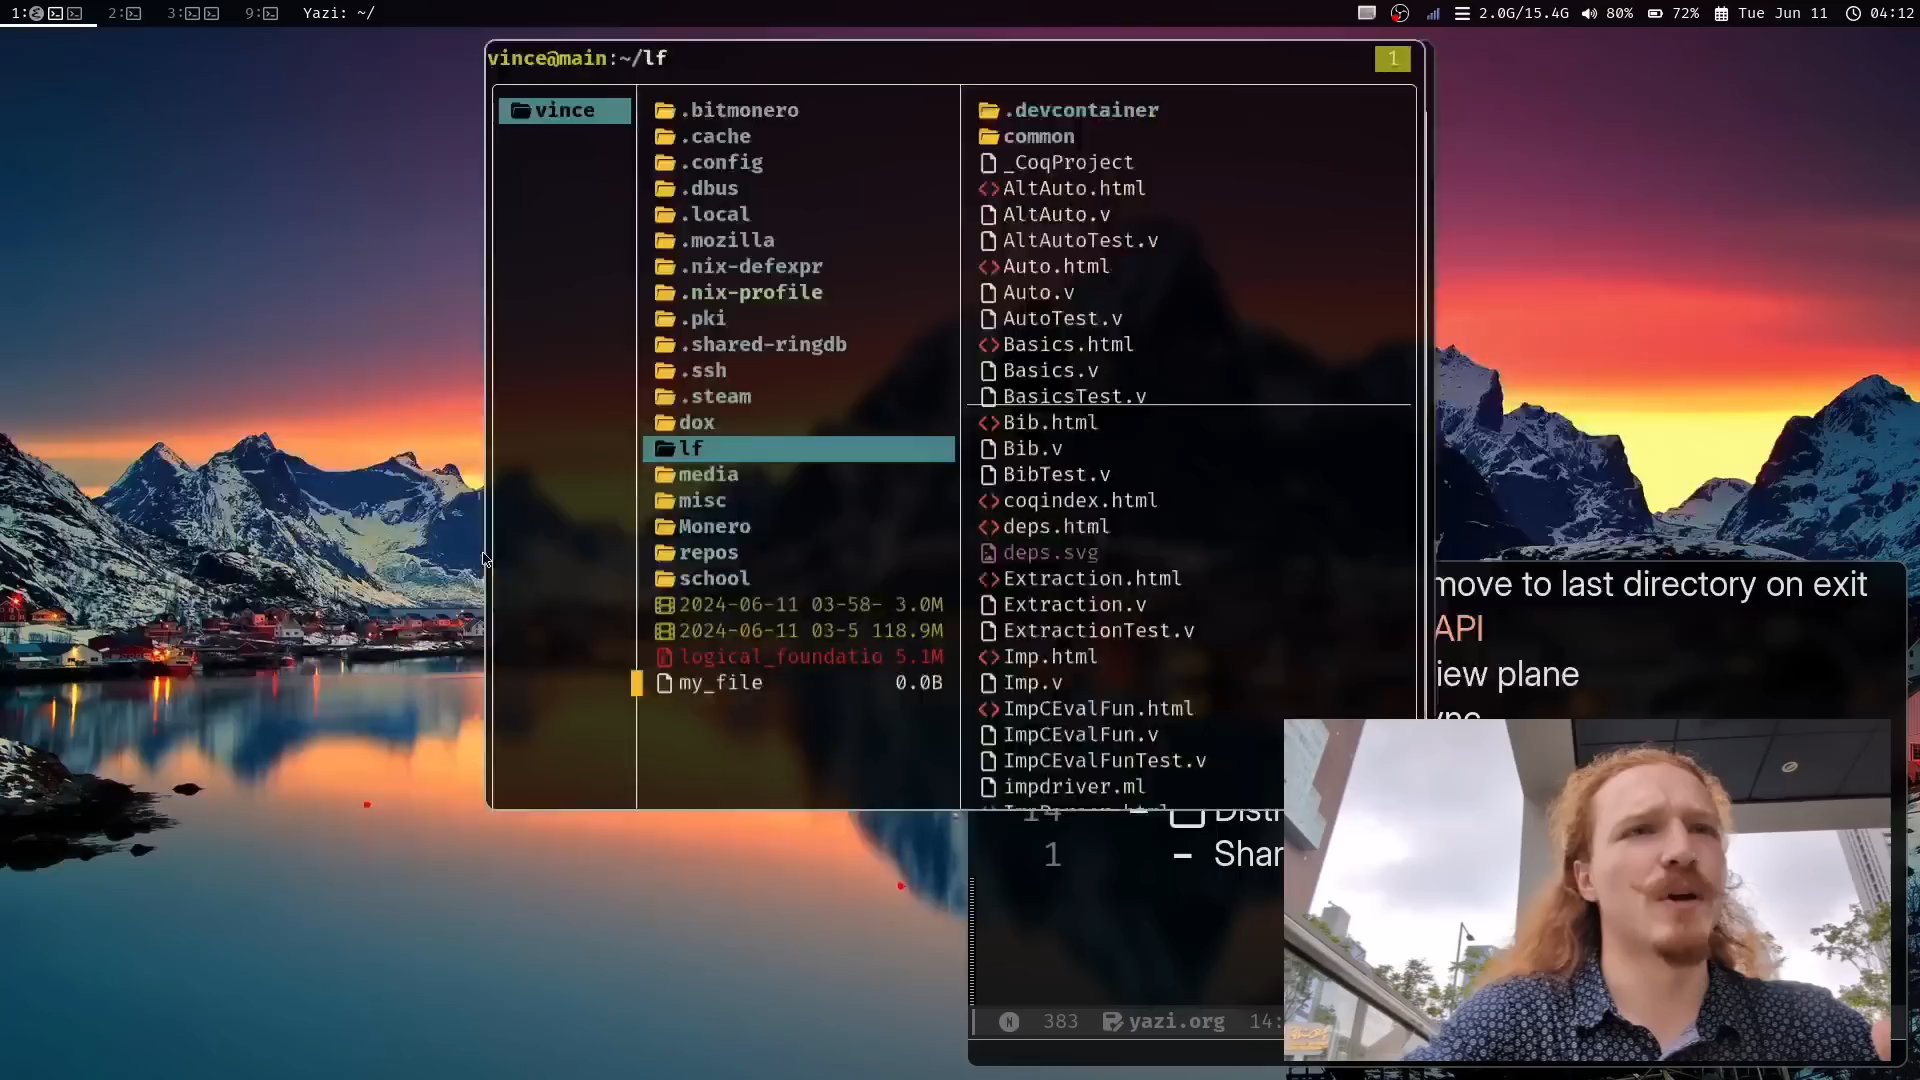 1:
2:
3:
9:
Yazi: ~/
2.0G/15.4G
80%
72%
Tue Jun 11
04:12
vince@main:~/lf
1
vince
.bitmonero
.cache
.config
.dbus
.local
.mozilla
.nix-defexpr
.nix-profile
.pki
.shared-ringdb
.ssh
.steam
dox
lf
media
misc
Monero
repos
school
2024-06-11 03-58- 3.0M
2024-06-11 03-5 118.9M
logical_foundatio 5.1M
my_file 0.0B
.devcontainer
common
_CoqProject
AltAuto.html
AltAuto.v
AltAutoTest.v
Auto.html
Auto.v
AutoTest.v
Basics.html
Basics.v
BasicsTest.v
Bib.html
Bib.v
BibTest.v
coqindex.html
deps.html
deps.svg
Extraction.html
Extraction.v
ExtractionTest.v
Imp.html
Imp.v
ImpCEvalFun.html
ImpCEvalFun.v
ImpCEvalFunTest.v
impdriver.ml
move to last directory on exit
API
iew plane
14 - Disti
1 - Shar
N 383 yazi.org 14: